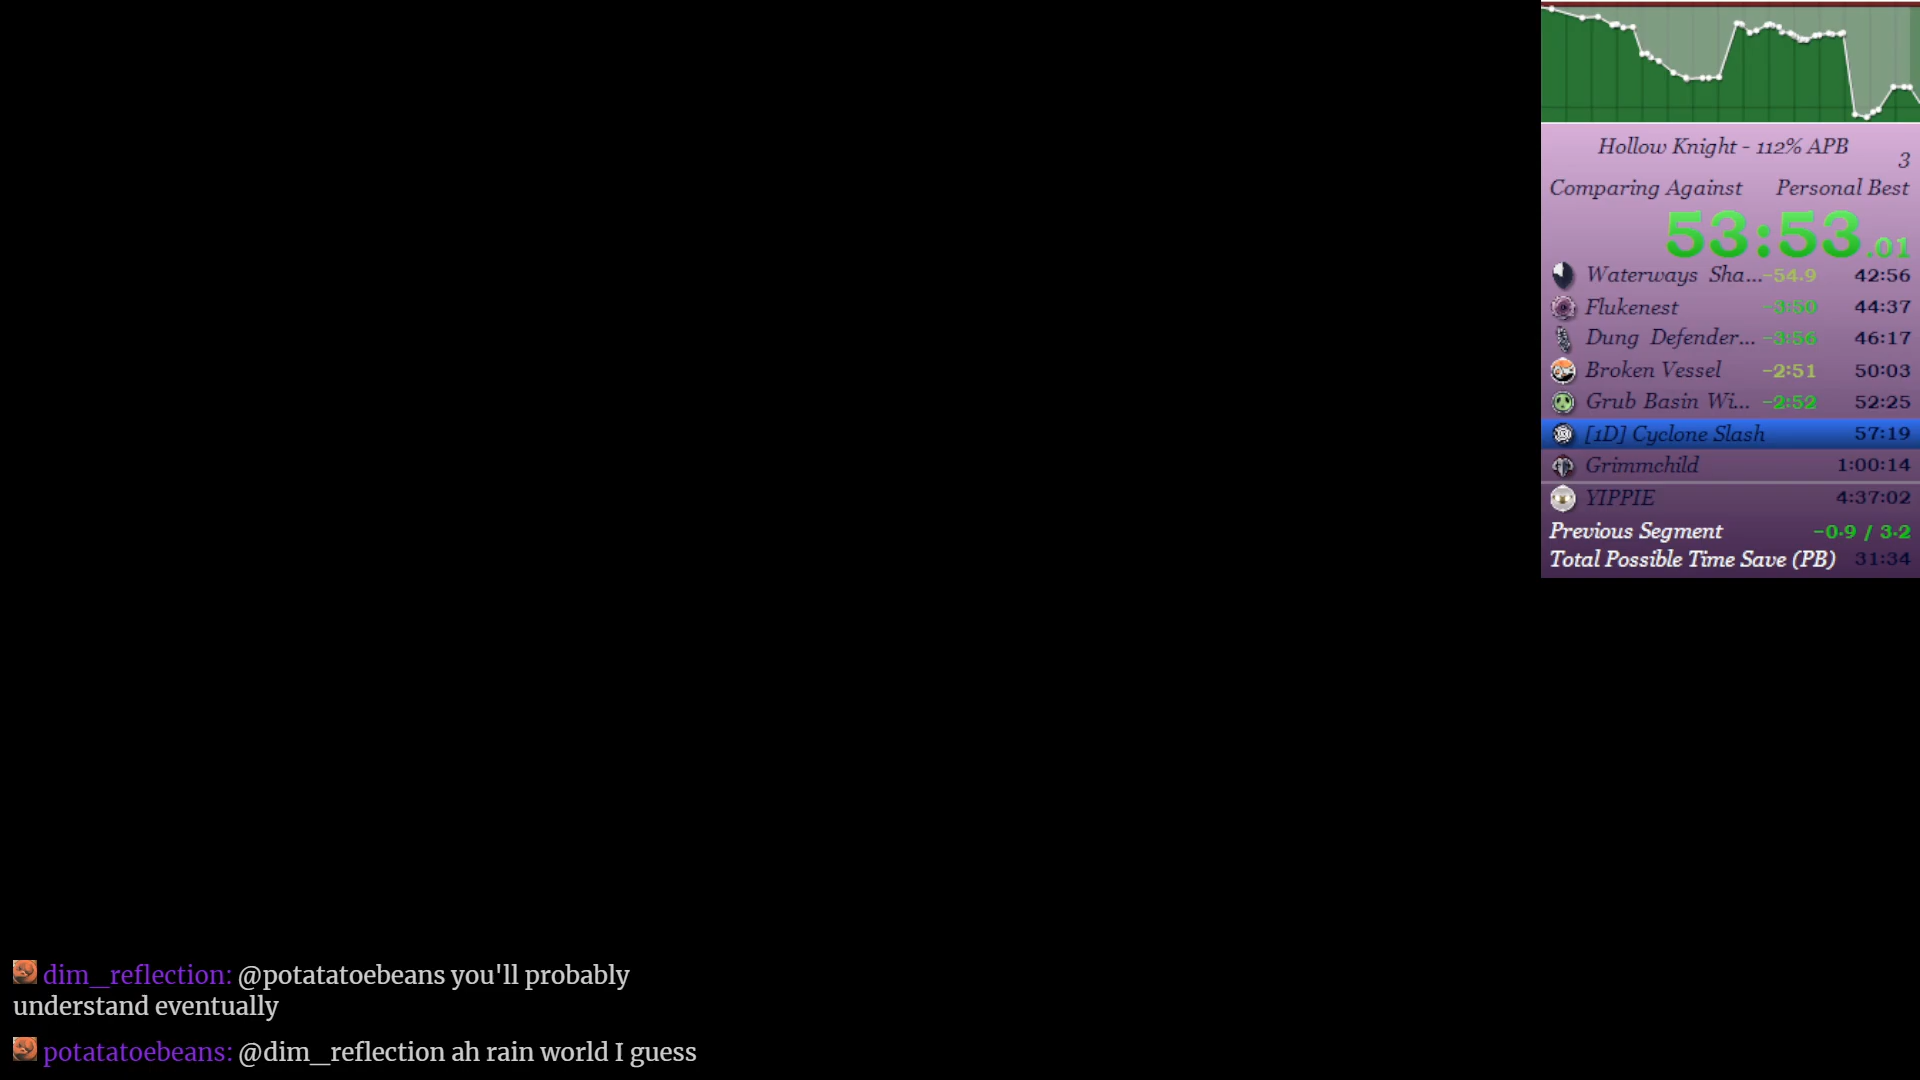 Hollow Knight - 112% APB
3
Comparing Against Personal Best
53:53.01
Waterways Sha... -54.9 42:56
Flukenest -3:50 44:37
Dung Defender... -3:56 46:17
Broken Vessel -2:51 50:03
Grub Basin Wi... -2:52 52:25
[1D] Cyclone Slash 57:19
Grimmchild 1:00:14
YIPPIE 4:37:02
Previous Segment -0.9 / 3.2
Total Possible Time Save (PB) 31:34
dim_reflection: @potatatoebeans you'll probably
understand eventually
potatatoebeans: @dim_reflection ah rain world I guess